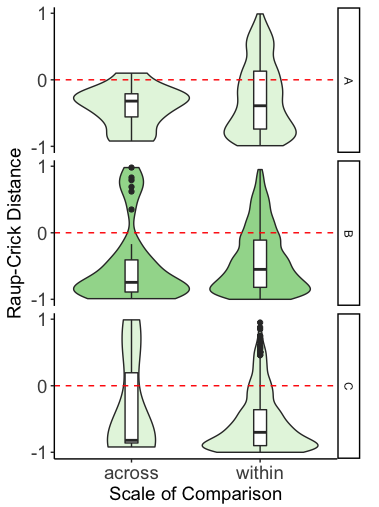 Raup-Crick Distance
1
0
-1
A
1
0
-1
B
1
0
-1
C
across within
Scale of Comparison